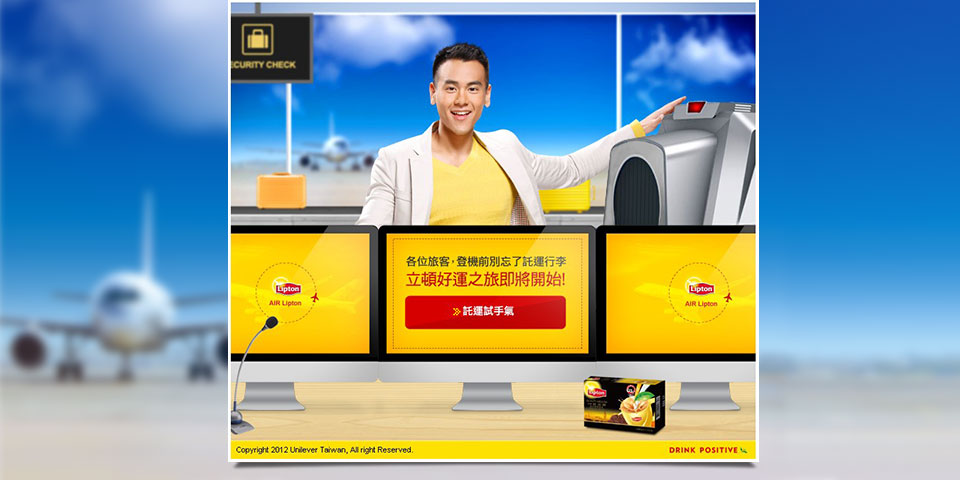 ECURITY CHECK
各位旅客，登機前別忘了託運行李
立頓好運之旅即將開始!
託運試手氣
Lipton
AIR Lipton
Lipton
AIR Lipton
Lipton
Lipton
Copyright 2012 Unilever Taiwan, All right Reserved.
DRINK POSITIVE